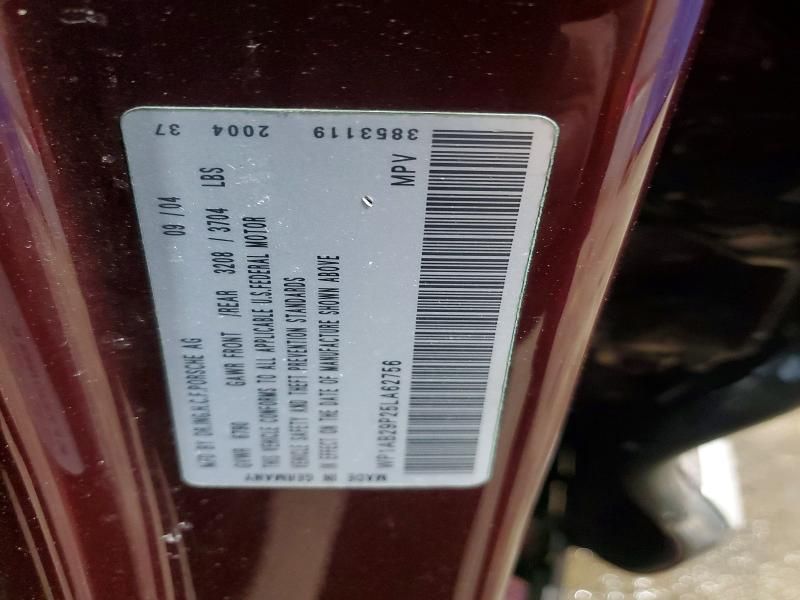 MFG BY DR.ING.H.C.F PORSCHE AG 09 /04
GVWR 6790 GAWR FRONT /REAR 3208 / 3704 LBS
THIS VEHICLE CONFORMS TO ALL APPLICABLE U.S.FEDERAL MOTOR
VEHICLE SAFETY AND THEFT PREVENTION STANDARDS
IN EFFECT ON THE DATE OF MANUFACTURE SHOWN ABOVE
WP1AB29P25LA62756 MPV
37 2004 3853119
MADE IN GERMANY